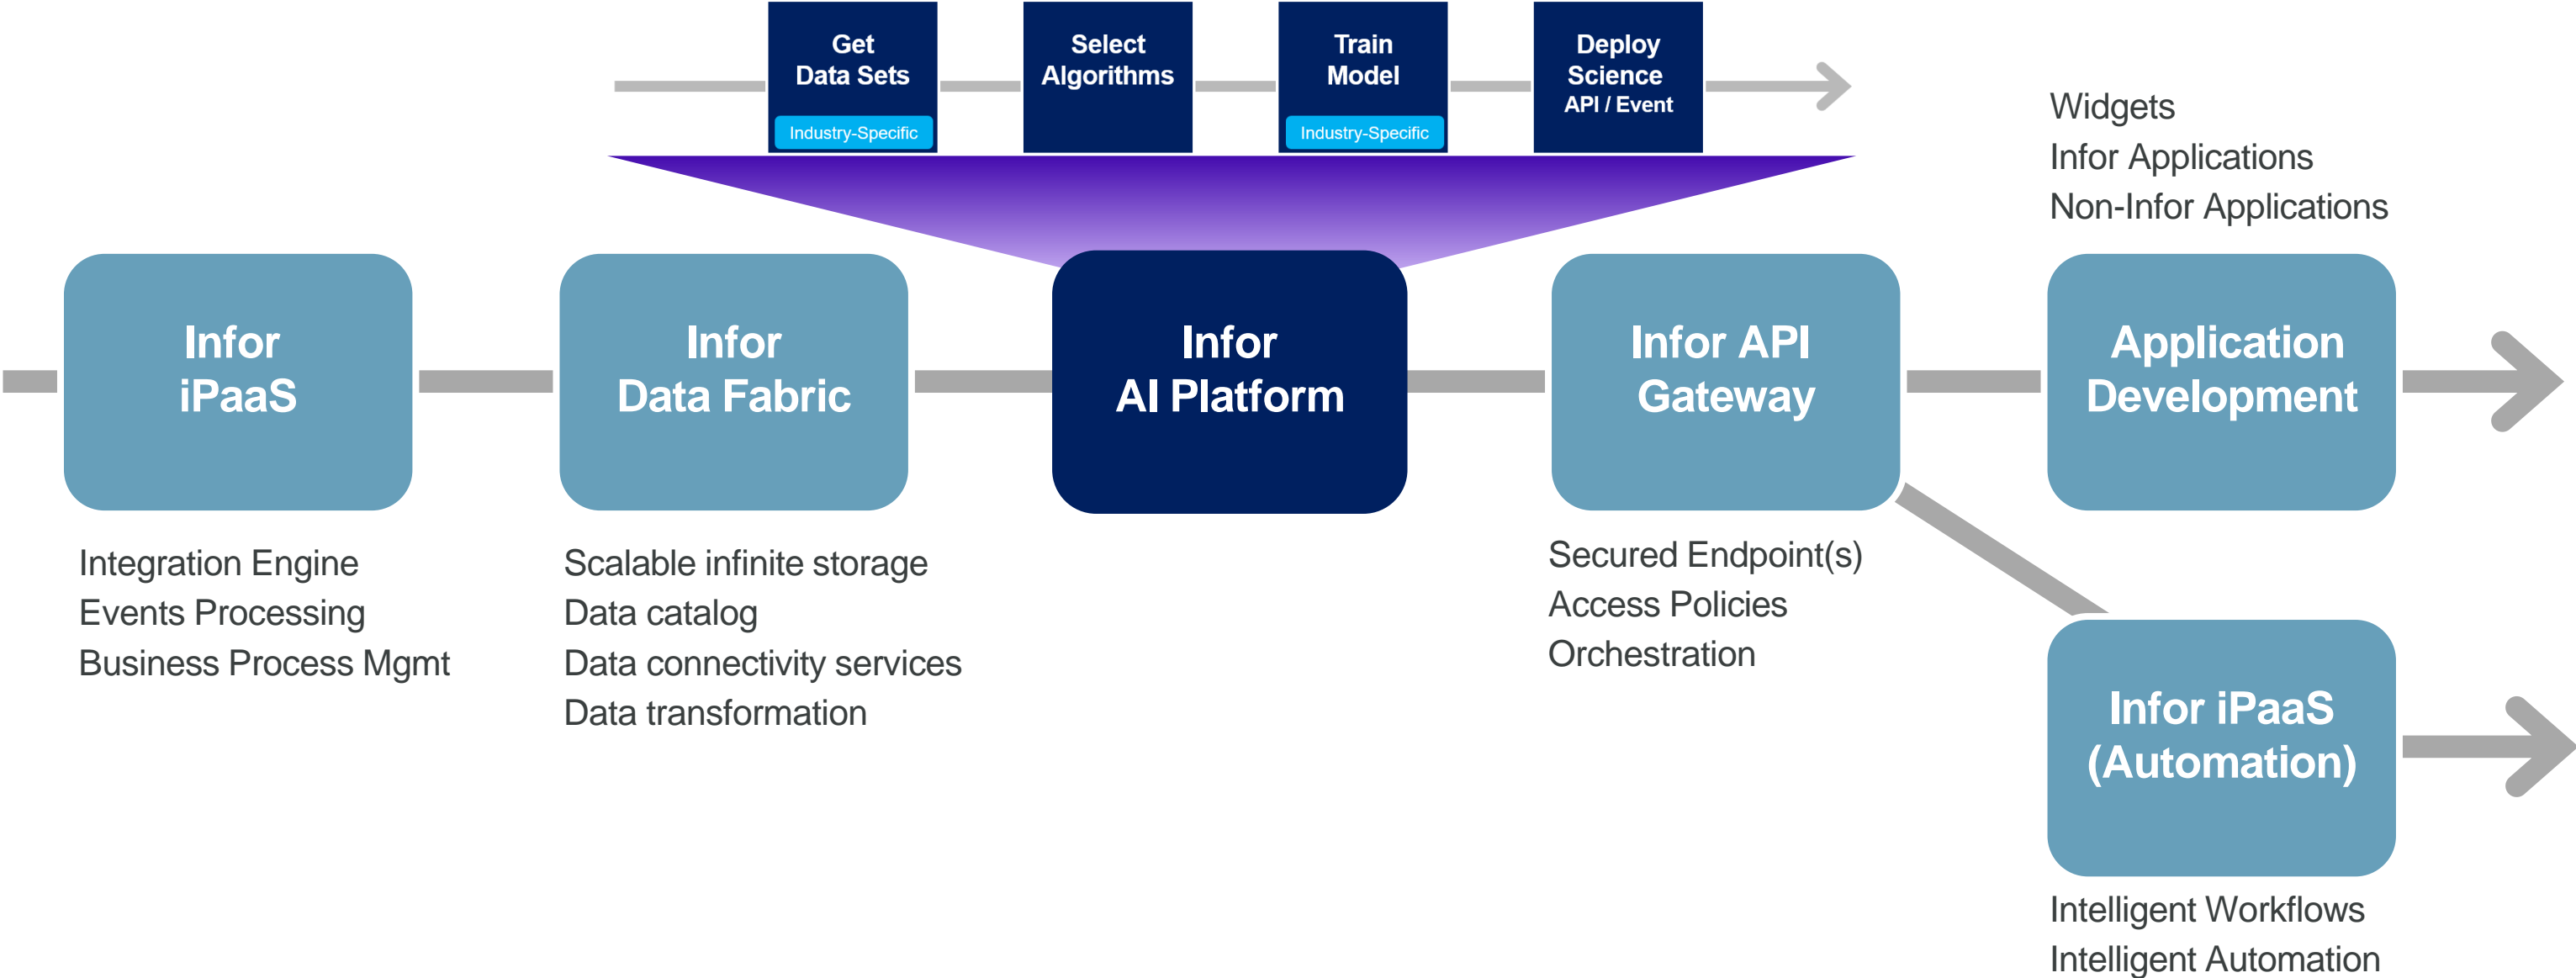 Get
Data Sets
Industry-Specific
Select
Algorithms
Train
Model
Industry-Specific
Deploy
Science
API / Event
Widgets
Infor Applications
Non-Infor Applications
Infor
iPaaS
Infor
Data Fabric
Infor
AI Platform
Infor API
Gateway
Application
Development
Integration Engine
Events Processing
Business Process Mgmt
Scalable infinite storage
Data catalog
Data connectivity services
Data transformation
Secured Endpoint(s)
Access Policies
Orchestration
Infor iPaaS
(Automation)
Intelligent Workflows
Intelligent Automation